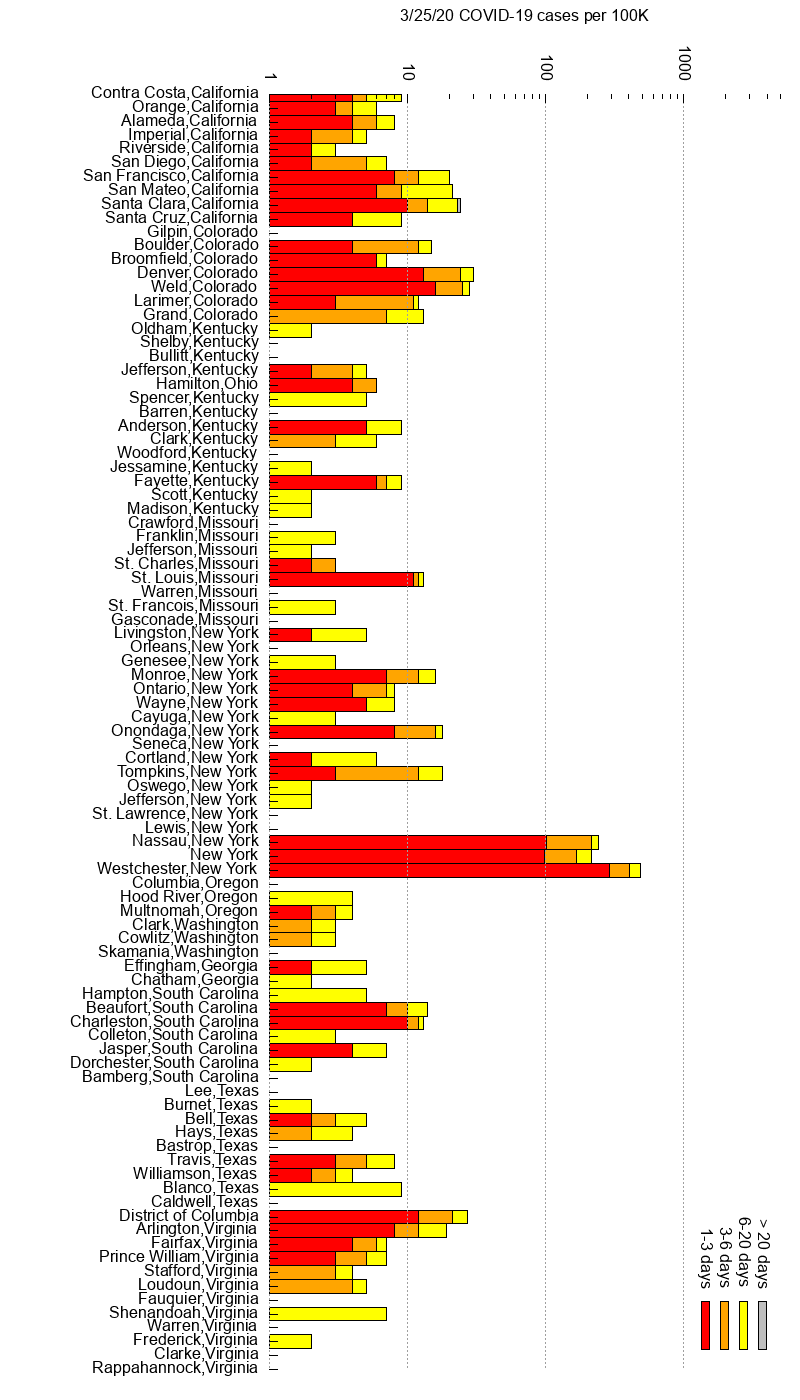 3/25/20 COVID-19 cases per 100K
1
10
100
1000
Contra Costa,California
Orange,California
Alameda,California
Imperial,California
Riverside,California
San Diego,California
San Francisco,California
San Mateo,California
Santa Clara,California
Santa Cruz,California
Gilpin,Colorado
Boulder,Colorado
Broomfield,Colorado
Denver,Colorado
Weld,Colorado
Larimer,Colorado
Grand,Colorado
Oldham,Kentucky
Shelby,Kentucky
Bullitt,Kentucky
Jefferson,Kentucky
Hamilton,Ohio
Spencer,Kentucky
Barren,Kentucky
Anderson,Kentucky
Clark,Kentucky
Woodford,Kentucky
Jessamine,Kentucky
Fayette,Kentucky
Scott,Kentucky
Madison,Kentucky
Crawford,Missouri
Franklin,Missouri
Jefferson,Missouri
St. Charles,Missouri
St. Louis,Missouri
Warren,Missouri
St. Francois,Missouri
Gasconade,Missouri
Livingston,New York
Orleans,New York
Genesee,New York
Monroe,New York
Ontario,New York
Wayne,New York
Cayuga,New York
Onondaga,New York
Seneca,New York
Cortland,New York
Tompkins,New York
Oswego,New York
Jefferson,New York
St. Lawrence,New York
Lewis,New York
Nassau,New York
New York
Westchester,New York
Columbia,Oregon
Hood River,Oregon
Multnomah,Oregon
Clark,Washington
Cowlitz,Washington
Skamania,Washington
Effingham,Georgia
Chatham,Georgia
Hampton,South Carolina
Beaufort,South Carolina
Charleston,South Carolina
Colleton,South Carolina
Jasper,South Carolina
Dorchester,South Carolina
Bamberg,South Carolina
Lee,Texas
Burnet,Texas
Bell,Texas
Hays,Texas
Bastrop,Texas
Travis,Texas
Williamson,Texas
Blanco,Texas
Caldwell,Texas
District of Columbia
Arlington,Virginia
Fairfax,Virginia
Prince William,Virginia
Stafford,Virginia
Loudoun,Virginia
Fauquier,Virginia
Shenandoah,Virginia
Warren,Virginia
Frederick,Virginia
Clarke,Virginia
Rappahannock,Virginia
> 20 days
6-20 days
3-6 days
1-3 days